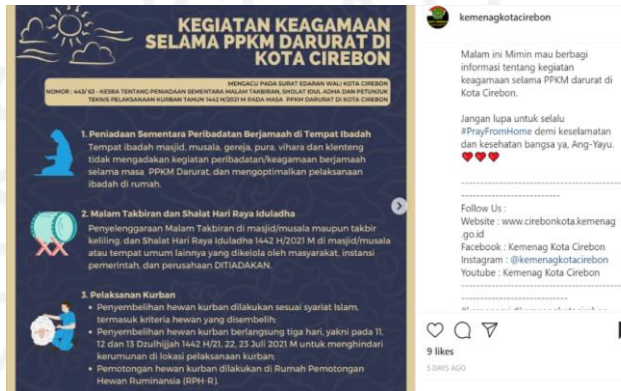 KEGIATAN KEAGAMAAN
SELAMA PPKM DARURAT DI
KOTA CIREBON
MENGACU PADA SURAT EDARAN WALI KOTA CIREBON
NOMOR : 443/ 63 - KESRA TENTANG PENIADAAN SEMENTARA MALAM TAKBIRAN, SHOLAT IDUL ADHA DAN PETUNJUK
TEKNIS PELAKSANAAN KURBAN TAHUN 1442 H/2021 M PADA MASA PPKM DARURAT DI KOTA CIREBON
1. Peniadaan Sementara Peribadatan Berjamaah di Tempat Ibadah
Tempat ibadah masjid, musala, gereja, pura, vihara dan klenteng
tidak mengadakan kegiatan peribadatan/keagamaan berjamaah
selama masa PPKM Darurat, dan mengoptimalkan pelaksanaan
ibadah di rumah.
2. Malam Takbiran dan Shalat Hari Raya Iduladha
Penyelenggaraan Malam Takbiran di masjid/musala maupun takbir
keliling, dan Shalat Hari Raya Iduladha 1442 H/2021 M di masjid/musala
atau tempat umum lainnya yang dikelola oleh masyarakat, instansi
pemerintah, dan perusahaan DITIADAKAN.
3. Pelaksanan Kurban
• Penyembelihan hewan kurban dilakukan sesuai syariat Islam,
termasuk kriteria hewan yang disembelih;
• Penyembelihan hewan kurban berlangsung tiga hari, yakni pada 11,
12 dan 13 Dzulhijjah 1442 H/21, 22, 23 Juli 2021 M untuk menghindari
kerumunan di lokasi pelaksanaan kurban;
• Pemotongan hewan kurban dilakukan di Rumah Pemotongan
Hewan Ruminansia (RPH-R).
kemenagkotacirebon
Malam ini Mimin mau berbagi
informasi tentang kegiatan
keagamaan selama PPKM darurat di
Kota Cirebon.
Jangan lupa untuk selalu
#PrayFromHome demi keselamatan
dan kesehatan bangsa ya, Ang-Yayu.
Follow Us :
Website : www.cirebonkota.kemenag
.go.id
Facebook : Kemenag Kota Cirebon
Instagram : @kemenagkotacirebon
Youtube : Kemenag Kota Cirebon
9 likes
5 DAYS AGO